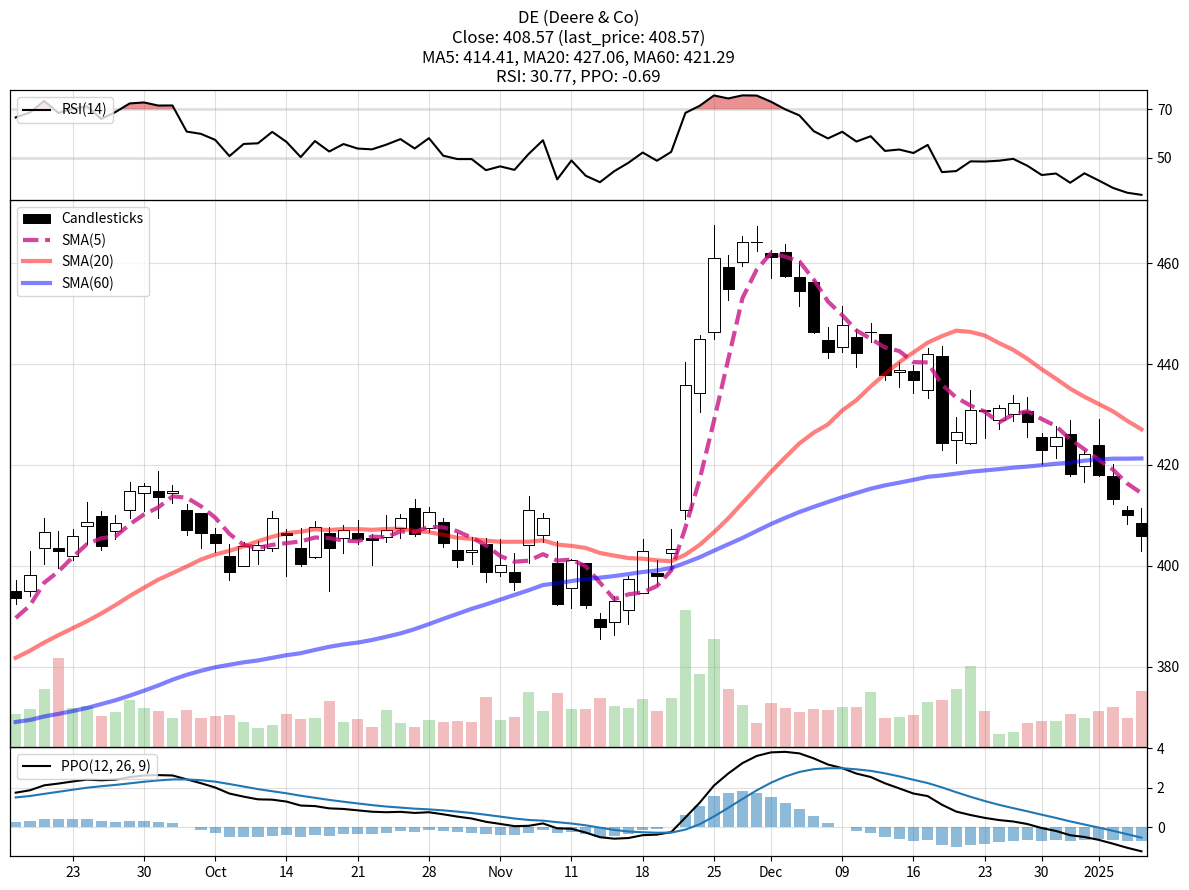 DE (Deere & Co)
Close: 408.57 (last_price: 408.57)
MA5: 414.41, MA20: 427.06, MA60: 421.29
RSI: 30.77, PPO: -0.69
RSI(14)
70
50
Candlesticks
SMA(5)
SMA(20)
SMA(60)
460
440
420
400
380
PPO(12, 26, 9)
4
2
0
23 30 Oct 14 21 28 Nov 11 18 25 Dec 09 16 23 30 2025